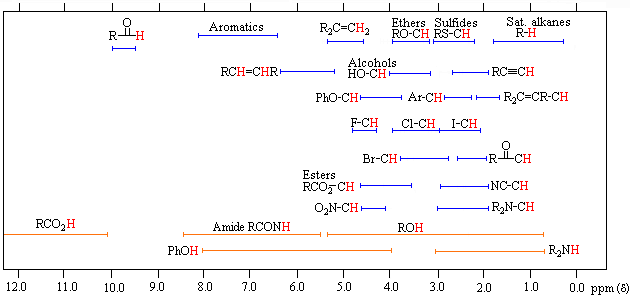 O
R H
Aromatics
R₂C=CH₂
Ethers
RO-CH
Sulfides
RS-CH
Sat. alkanes
R-H
RCH=CHR
Alcohols
HO-CH
RC≡CH
PhO-CH
Ar-CH
R₂C=CR-CH
F-CH
Cl-CH
I-CH
Br-CH
O
R CH
Esters
RCO₂-CH
NC-CH
O₂N-CH
R₂N-CH
RCO₂H
Amide RCONH
ROH
PhOH
R₂NH
12.0 11.0 10.0 9.0 8.0 7.0 6.0 5.0 4.0 3.0 2.0 1.0 0.0 ppm (δ)